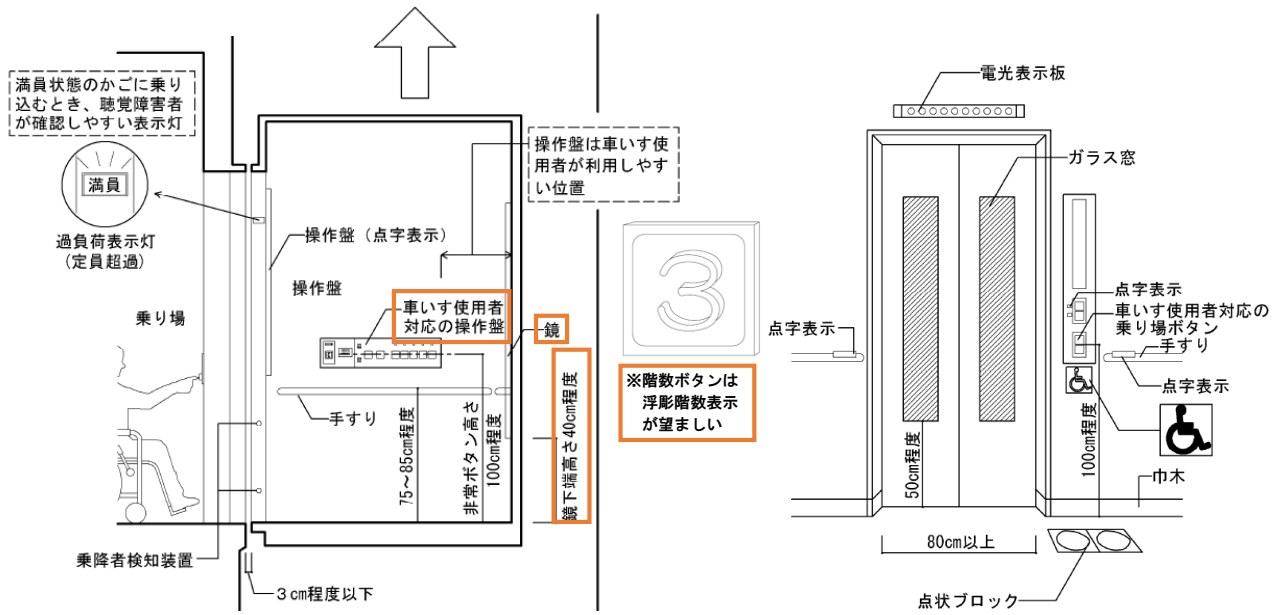 満員状態のかごに乗り
込むとき、聴覚障害者
が確認しやすい表示灯
満員
過負荷表示灯
(定員超過)
乗り場
操作盤は車いす使
用者が利用しやす
い位置
操作盤（点字表示）
操作盤
車いす使用者
対応の操作盤
鏡
手すり
75～85cm程度
非常ボタン高さ
100cm程度
鏡下端高さ40cm程度
乗降者検知装置
3cm程度以下
3
※階数ボタンは
浮彫階数表示
が望ましい
電光表示板
ガラス窓
点字表示
車いす使用者対応の
乗り場ボタン
手すり
点字表示
点字表示
50cm程度
100cm程度
巾木
80cm以上
点状ブロック